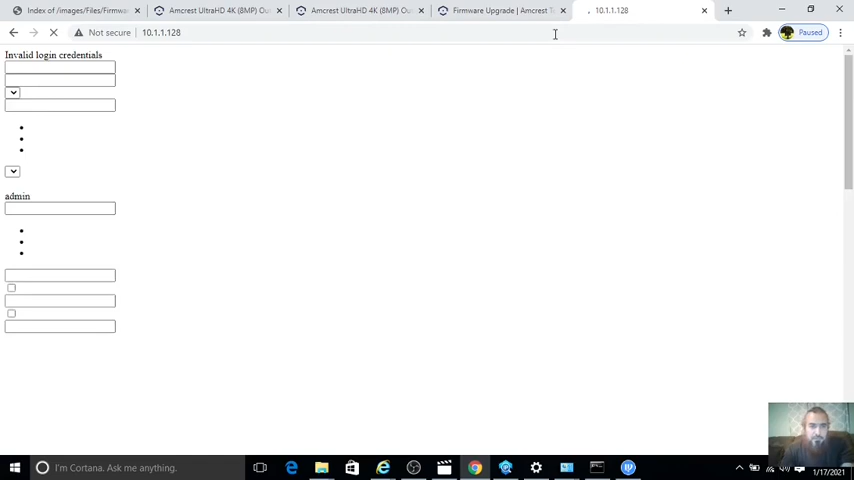 Index of /images/Files/Firmwa
Amcrest UltraHD 4K (8MP) Ou
Amcrest UltraHD 4K (8MP) Ou
Firmware Upgrade | Amcrest T
10.1.1.128
Not secure
10.1.1.128
Paused
Invalid login credentials
admin
I'm Cortana. Ask me anything.
1/17/2021